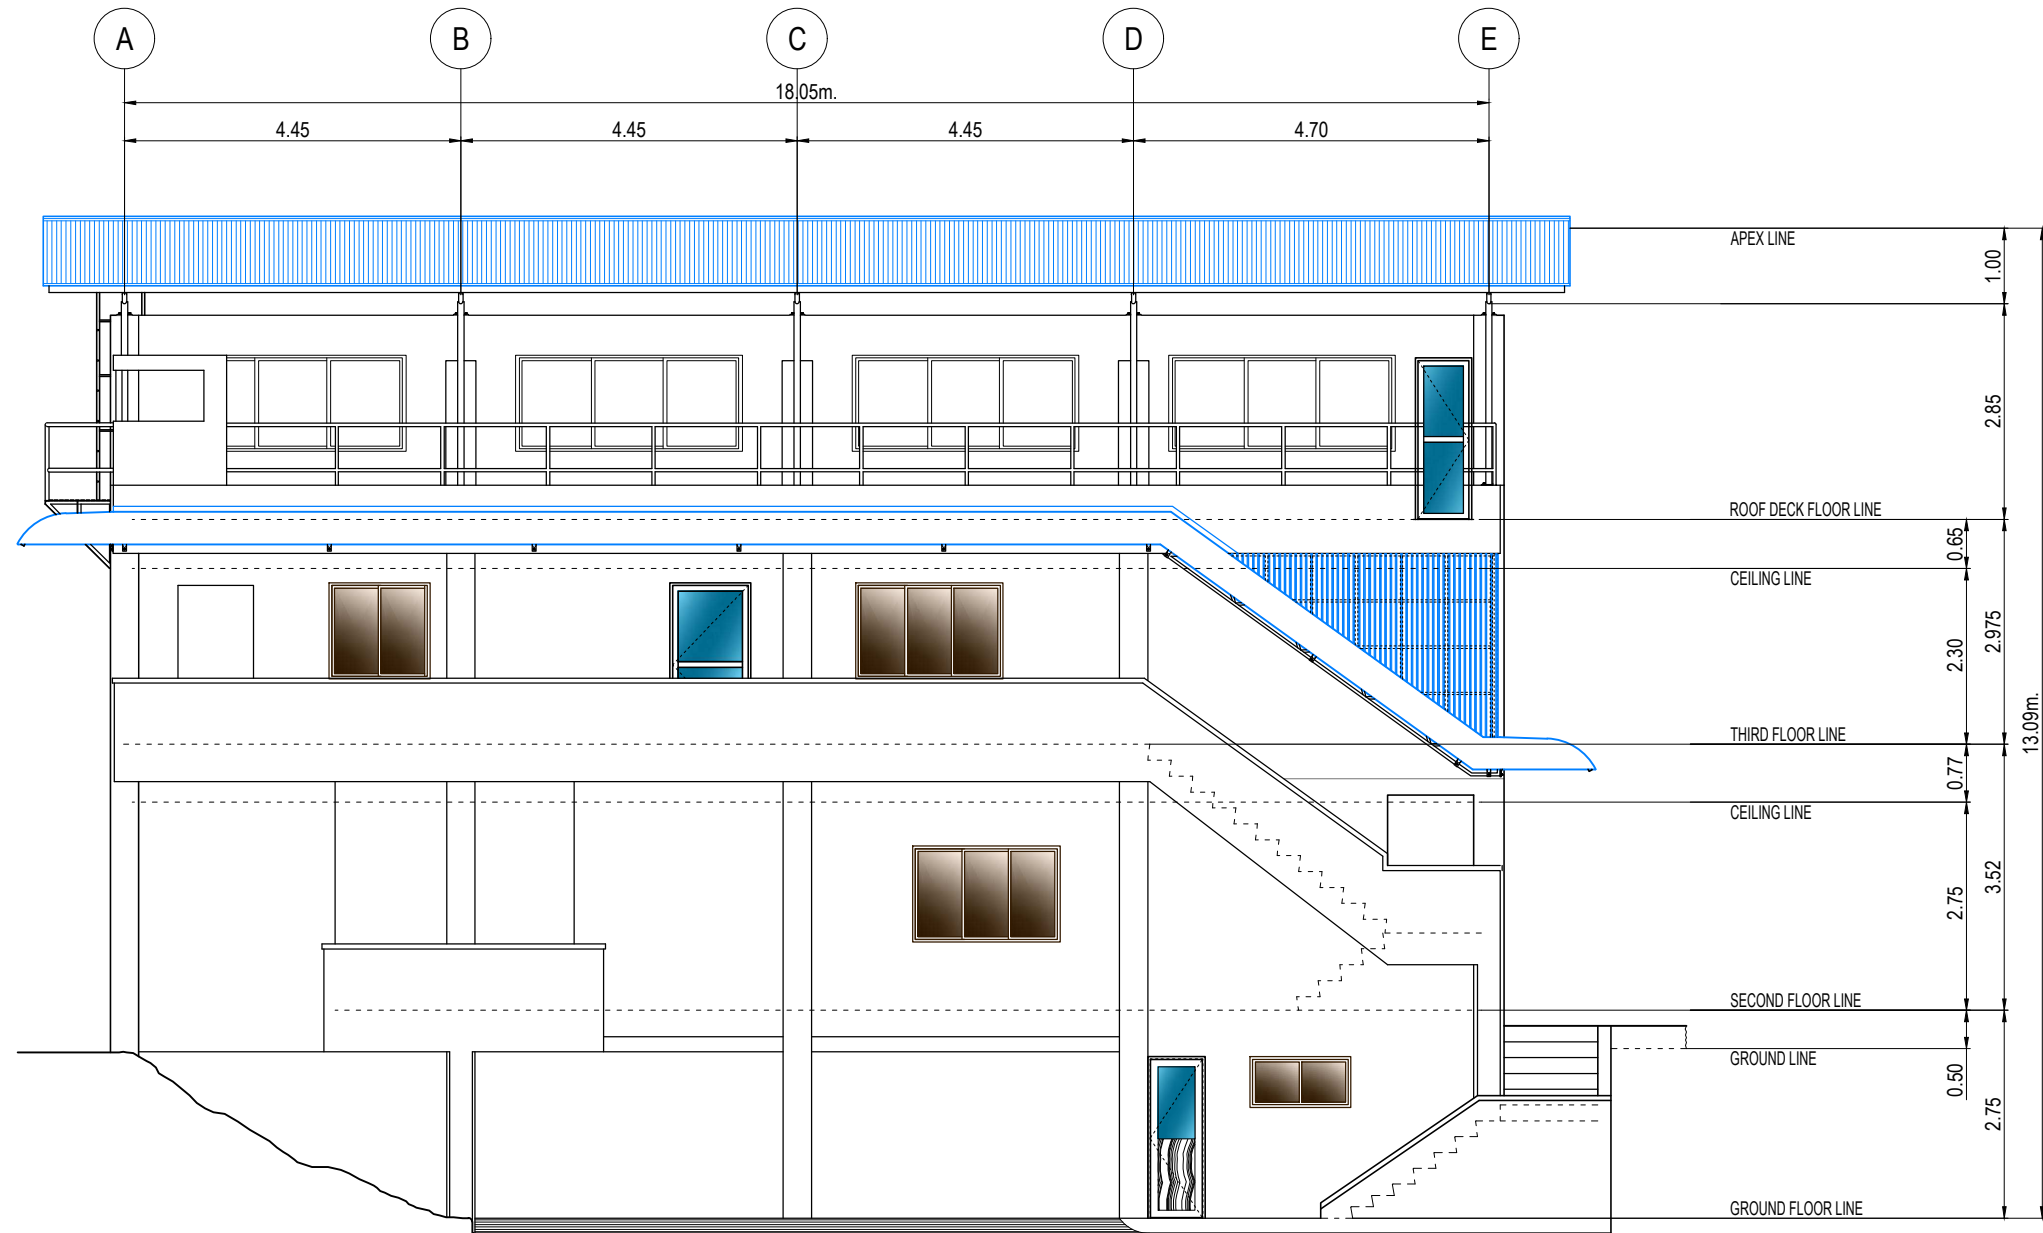 A B C D E
18.05m.
4.45 4.45 4.45 4.70
APEX LINE
1.00
2.85
ROOF DECK FLOOR LINE
0.65
CEILING LINE
2.30
2.975
13.09m.
THIRD FLOOR LINE
0.77
CEILING LINE
2.75
3.52
SECOND FLOOR LINE
GROUND LINE
0.50
2.75
GROUND FLOOR LINE